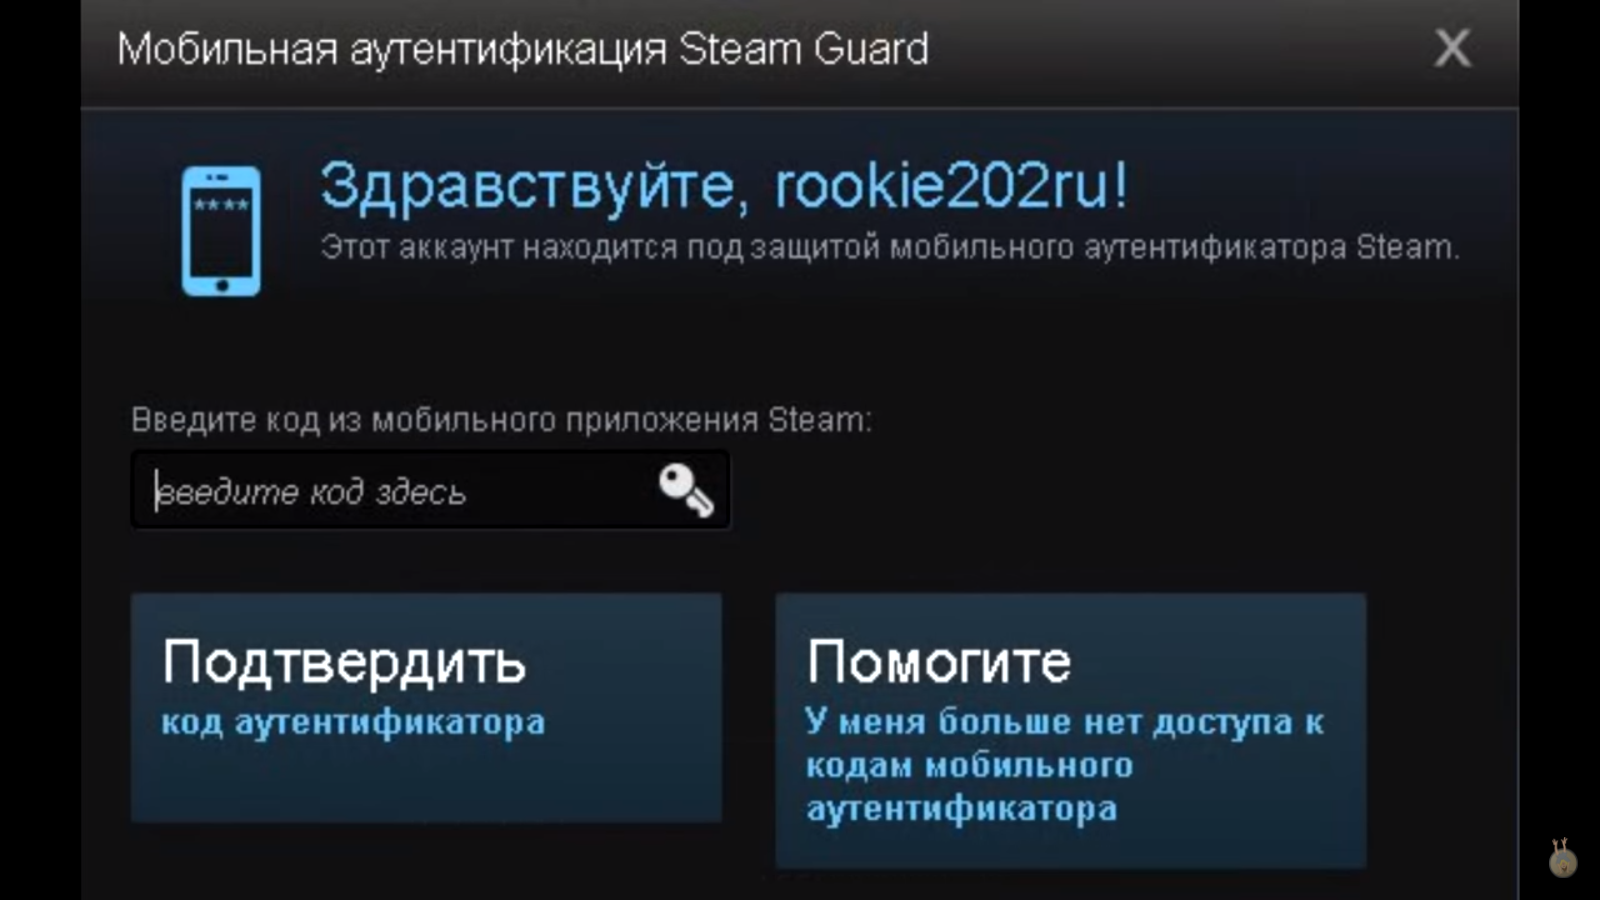 Мобильная аутентификация Steam Guard
X
****
Здравствуйте, rookie202ru!
Этот аккаунт находится под защитой мобильного аутентификатора Steam.
Введите код из мобильного приложения Steam:
введите код здесь
Подтвердить
код аутентификатора
Помогите
У меня больше нет доступа к
кодам мобильного
аутентификатора